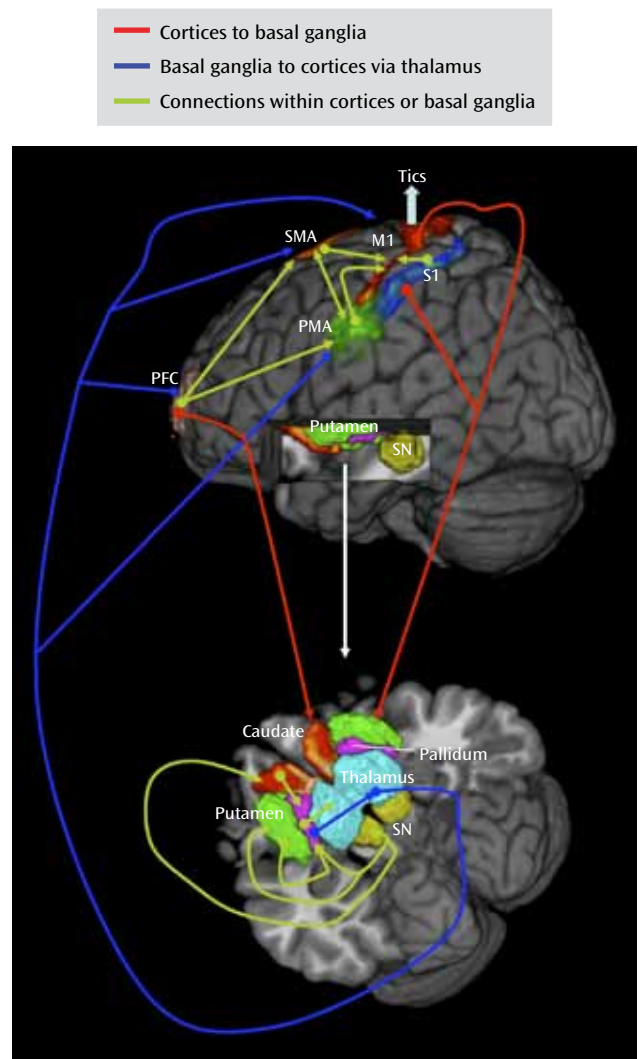 Cortices to basal ganglia
Basal ganglia to cortices via thalamus
Connections within cortices or basal ganglia
Tics
SMA
M1
S1
PMA
PFC
Putamen
SN
Caudate
Pallidum
Thalamus
Putamen
SN